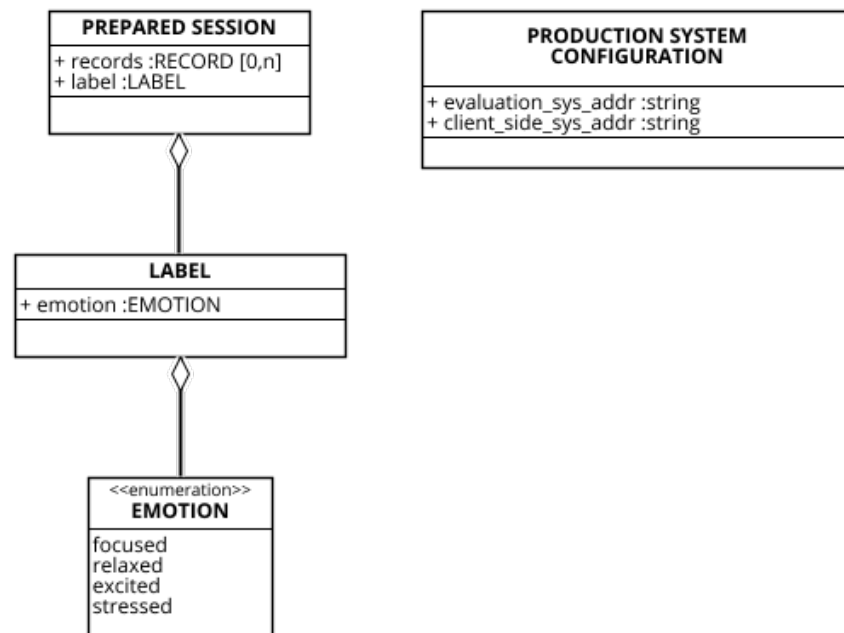 PREPARED SESSION
+ records :RECORD [0,n]
+ label :LABEL
PRODUCTION SYSTEM
CONFIGURATION
+ evaluation_sys_addr :string
+ client_side_sys_addr :string
LABEL
+ emotion :EMOTION
<<enumeration>>
EMOTION
focused
relaxed
excited
stressed